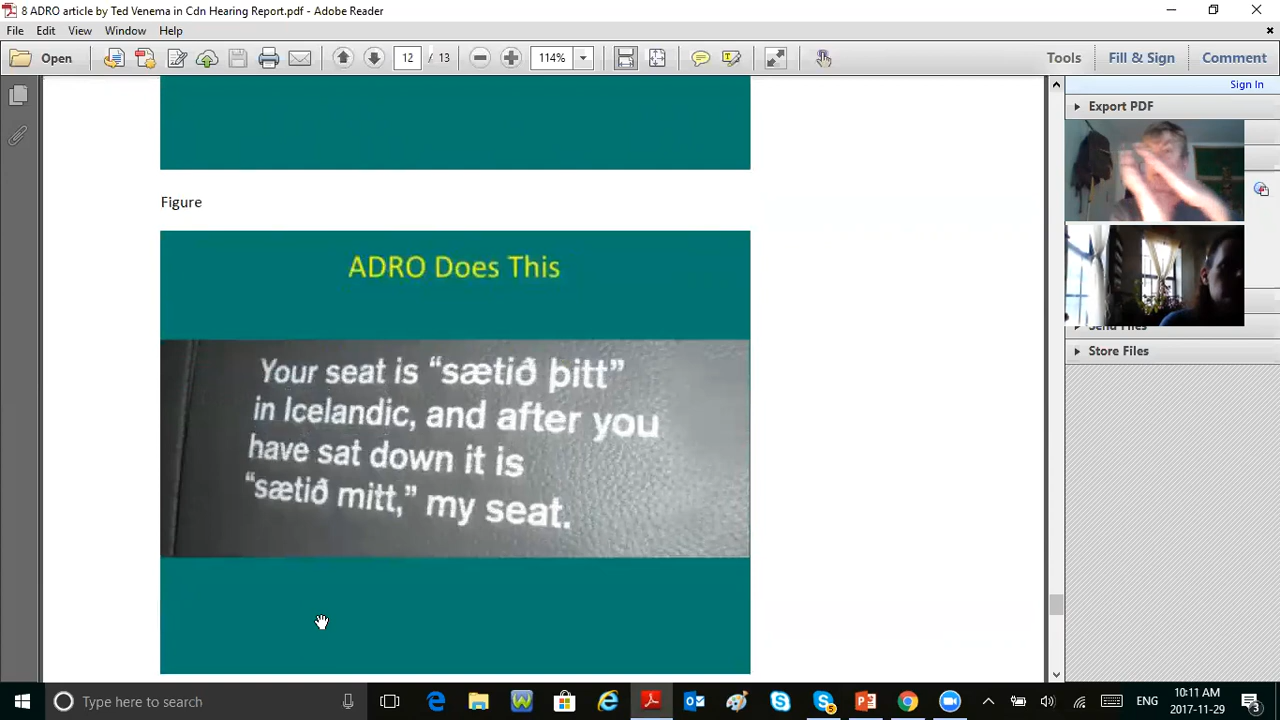 8 ADRO article by Ted Venema in Cdn Hearing Report.pdf - Adobe Reader
File Edit View Window Help
Open 12 / 13 114% Tools Fill & Sign Comment
Sign In
Export PDF
Figure
ADRO Does This
Your seat is “sætið þitt”
in Icelandic, and after you
have sat down it is
“sætið mitt,” my seat.
Send Files
Store Files
Type here to search
ENG
10:11 AM
2017-11-29